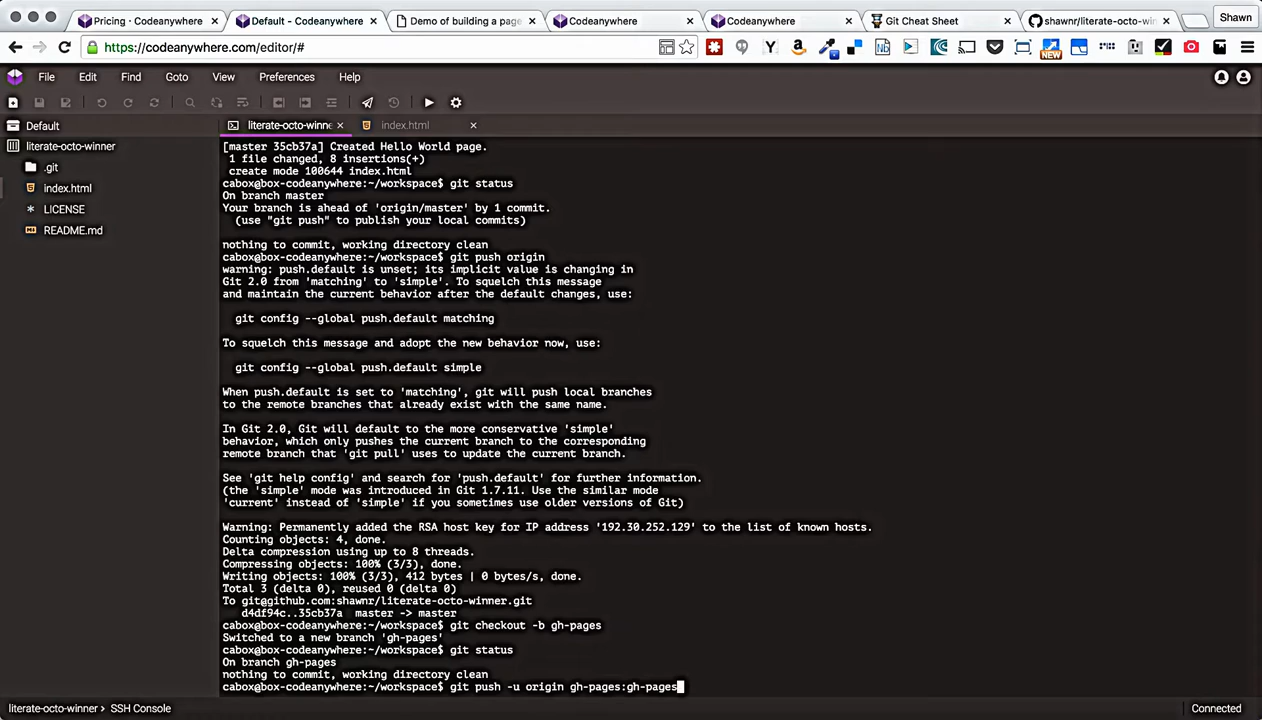 Pricing · Codeanywhere
Default - Codeanywhere
Demo of building a page
Codeanywhere
Codeanywhere
Git Cheat Sheet
shawnr/literate-octo-winn
Shawn
https://codeanywhere.com/editor/#
NEW
File Edit Find Goto View Preferences Help
Default
literate-octo-winne
index.html
literate-octo-winner
.git
index.html
LICENSE
README.md
[master 35cb37a] Created Hello World page.
1 file changed, 8 insertions(+)
create mode 100644 index.html
cabox@box-codeanywhere:~/workspace$ git status
On branch master
Your branch is ahead of 'origin/master' by 1 commit.
(use "git push" to publish your local commits)
nothing to commit, working directory clean
cabox@box-codeanywhere:~/workspace$ git push origin
warning: push.default is unset; its implicit value is changing in
Git 2.0 from 'matching' to 'simple'. To squelch this message
and maintain the current behavior after the default changes, use:
git config --global push.default matching
To squelch this message and adopt the new behavior now, use:
git config --global push.default simple
When push.default is set to 'matching', git will push local branches
to the remote branches that already exist with the same name.
In Git 2.0, Git will default to the more conservative 'simple'
behavior, which only pushes the current branch to the corresponding
remote branch that 'git pull' uses to update the current branch.
See 'git help config' and search for 'push.default' for further information.
(the 'simple' mode was introduced in Git 1.7.11. Use the similar mode
'current' instead of 'simple' if you sometimes use older versions of Git)
Warning: Permanently added the RSA host key for IP address '192.30.252.129' to the list of known hosts.
Counting objects: 4, done.
Delta compression using up to 8 threads.
Compressing objects: 100% (3/3), done.
Writing objects: 100% (3/3), 412 bytes | 0 bytes/s, done.
Total 3 (delta 0), reused 0 (delta 0)
To git@github.com:shawnr/literate-octo-winner.git
d4df94c..35cb37a master -> master
cabox@box-codeanywhere:~/workspace$ git checkout -b gh-pages
Switched to a new branch 'gh-pages'
cabox@box-codeanywhere:~/workspace$ git status
On branch gh-pages
nothing to commit, working directory clean
cabox@box-codeanywhere:~/workspace$ git push -u origin gh-pages:gh-pages
literate-octo-winner > SSH Console
Connected